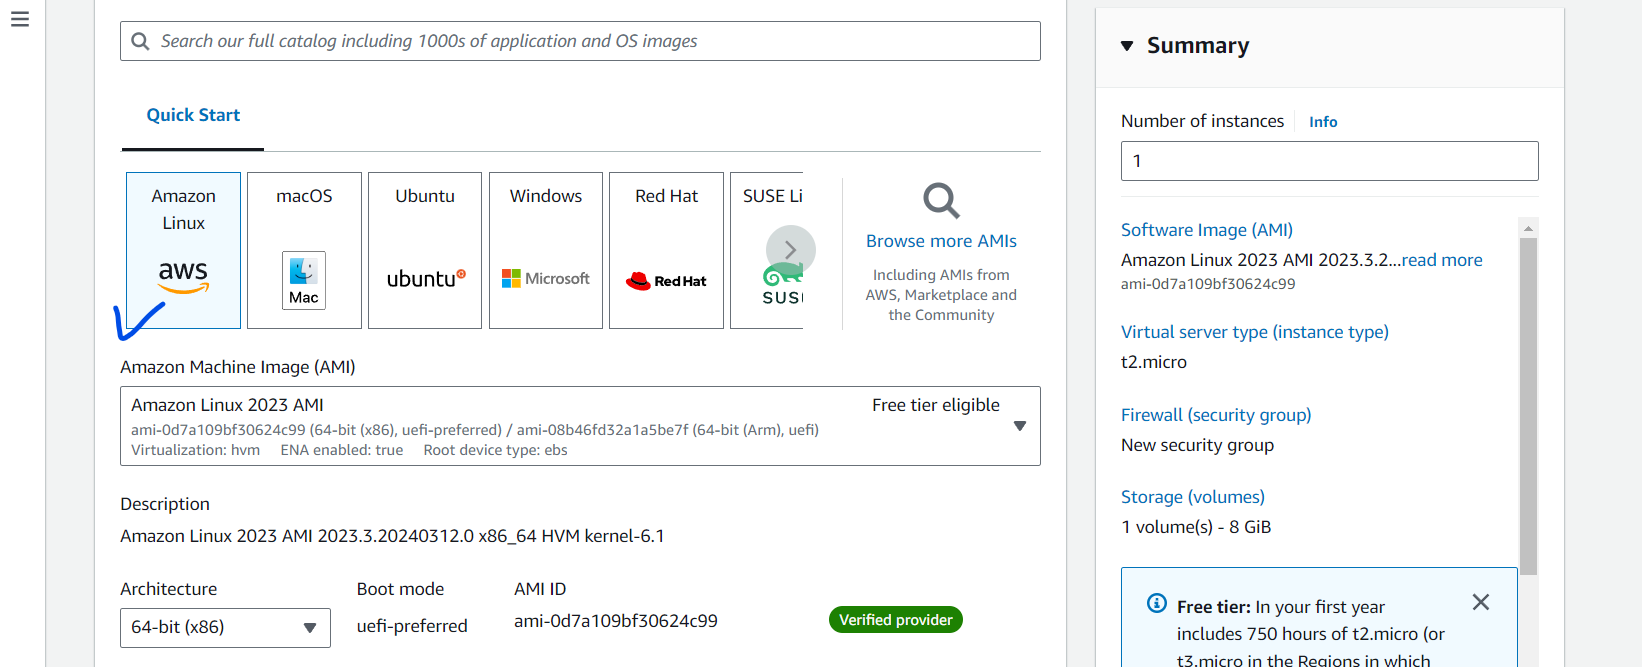 Search our full catalog including 1000s of application and OS images
Quick Start
Amazon Linux
aws
macOS
Mac
Ubuntu
ubuntu
Windows
Microsoft
Red Hat
Red Hat
SUSE Li
SUS
Browse more AMIs
Including AMIs from
AWS, Marketplace and
the Community
Amazon Machine Image (AMI)
Amazon Linux 2023 AMI Free tier eligible
ami-0d7a109bf30624c99 (64-bit (x86), uefi-preferred) / ami-08b46fd32a1a5be7f (64-bit (Arm), uefi)
Virtualization: hvm ENA enabled: true Root device type: ebs
Description
Amazon Linux 2023 AMI 2023.3.20240312.0 x86_64 HVM kernel-6.1
Architecture Boot mode AMI ID
64-bit (x86) uefi-preferred ami-0d7a109bf30624c99 Verified provider
Summary
Number of instances Info
1
Software Image (AMI)
Amazon Linux 2023 AMI 2023.3.2...read more
ami-0d7a109bf30624c99
Virtual server type (instance type)
t2.micro
Firewall (security group)
New security group
Storage (volumes)
1 volume(s) - 8 GiB
Free tier: In your first year
includes 750 hours of t2.micro (or
t3.micro in the Regions in which